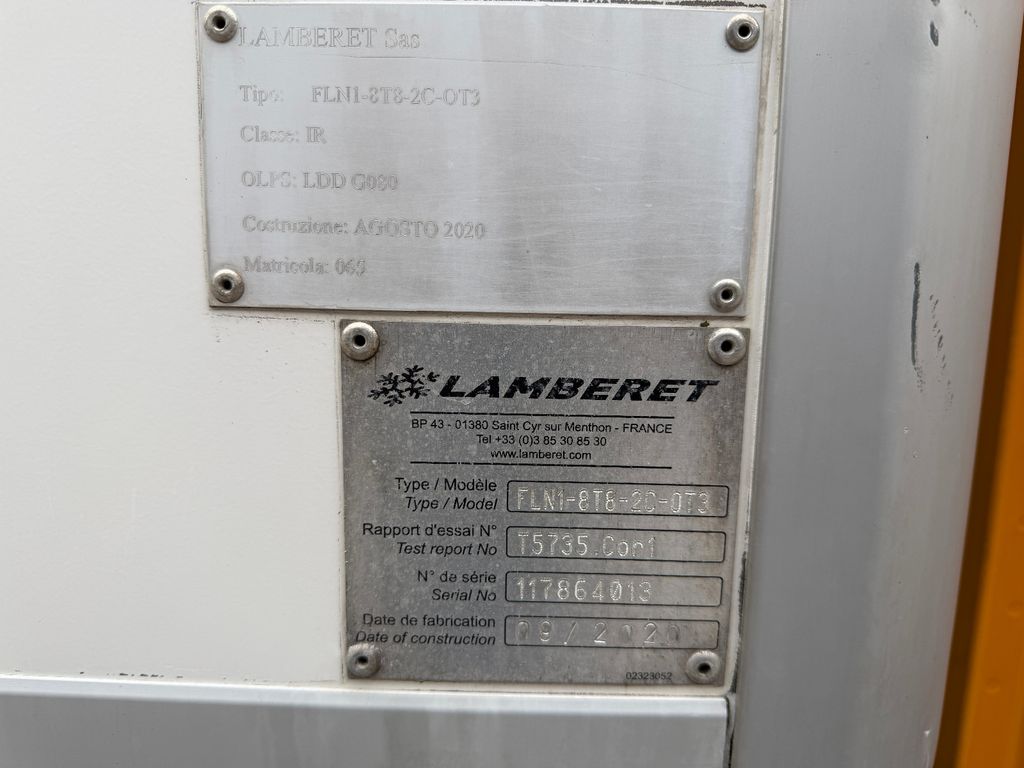 LAMBERET Sas
Tipo: FLN1-8T8-2C-OT3
Classe: IR
OLPS: LDD G080
Costruzione: AGOSTO 2020
Matricola: 065
LAMBERET
BP 43 - 01380 Saint Cyr sur Menthon - FRANCE
Tel +33 (0)3 85 30 85 30
www.lamberet.com
Type / Modèle
Type / Model FLN1-8T8-2C-0T3
Rapport d'essai N°
Test report No T5735.Con1
N° de série
Serial No 117864013
Date de fabrication
Date of construction 09/2020
02323052